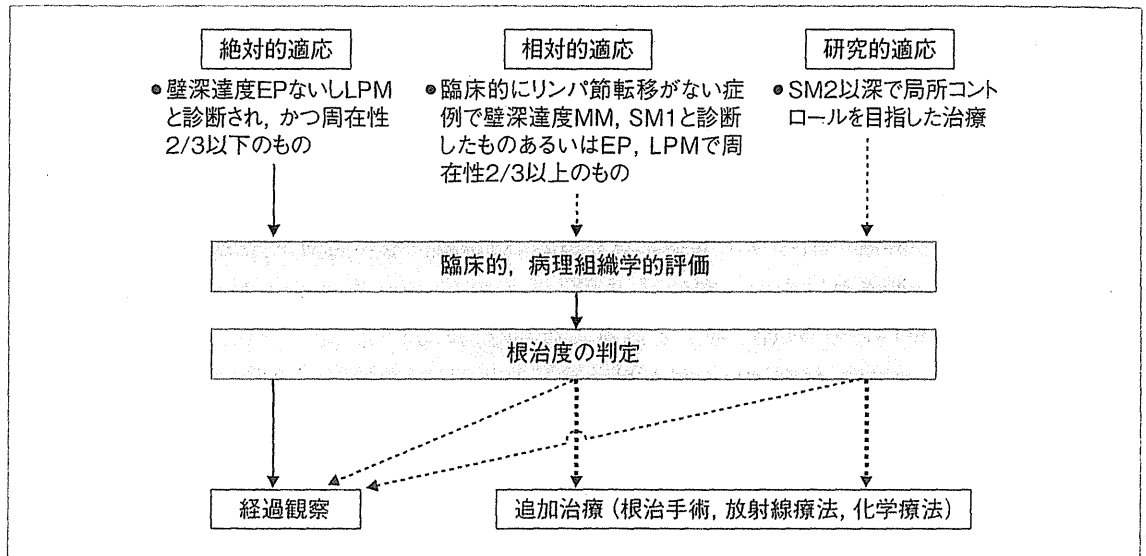 絶対的適応
●壁深達度EPないしLPM
と診断され，かつ周在性
2/3以下のもの
相対的適応
●臨床的にリンパ節転移がない症
例で壁深達度MM，SM1と診断
したものあるいはEP，LPMで周
在性2/3以上のもの
研究的適応
●SM2以深で局所コント
ロールを目指した治療
臨床的，病理組織学的評価
根治度の判定
経過観察
追加治療（根治手術，放射線療法，化学療法）